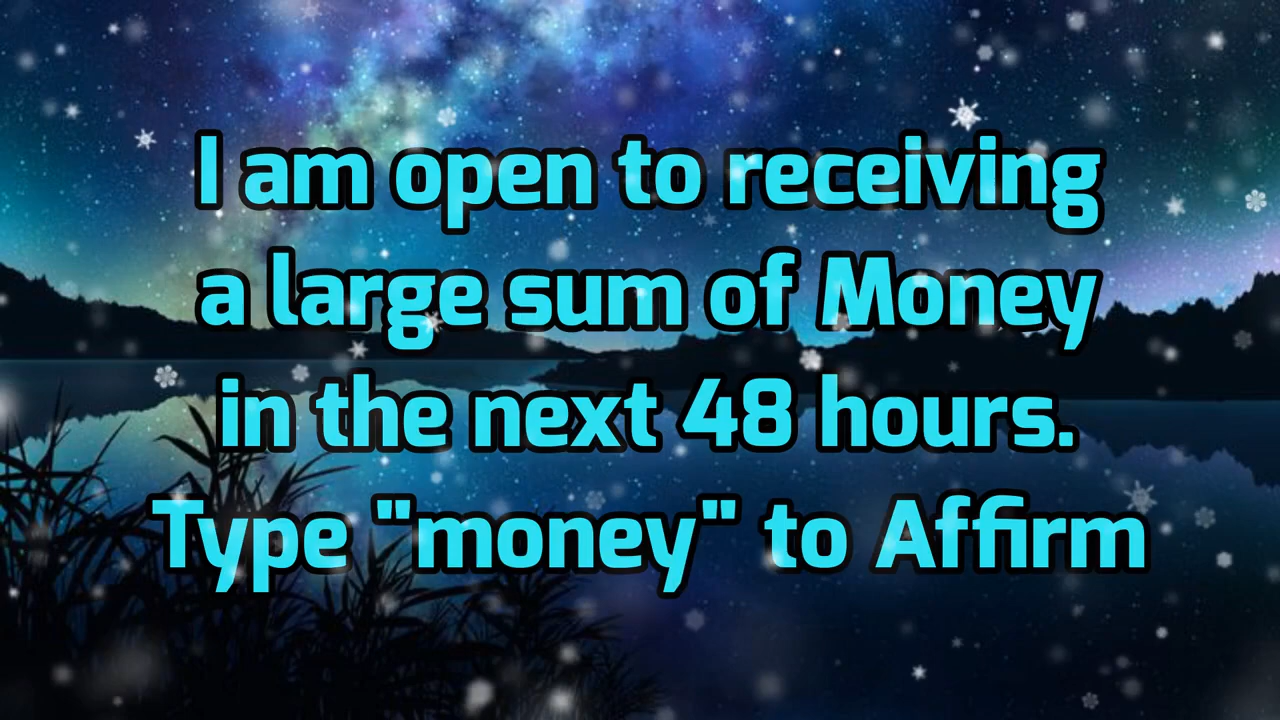 I am open to receiving
a large sum of Money
in the next 48 hours.
Type "money" to Affirm